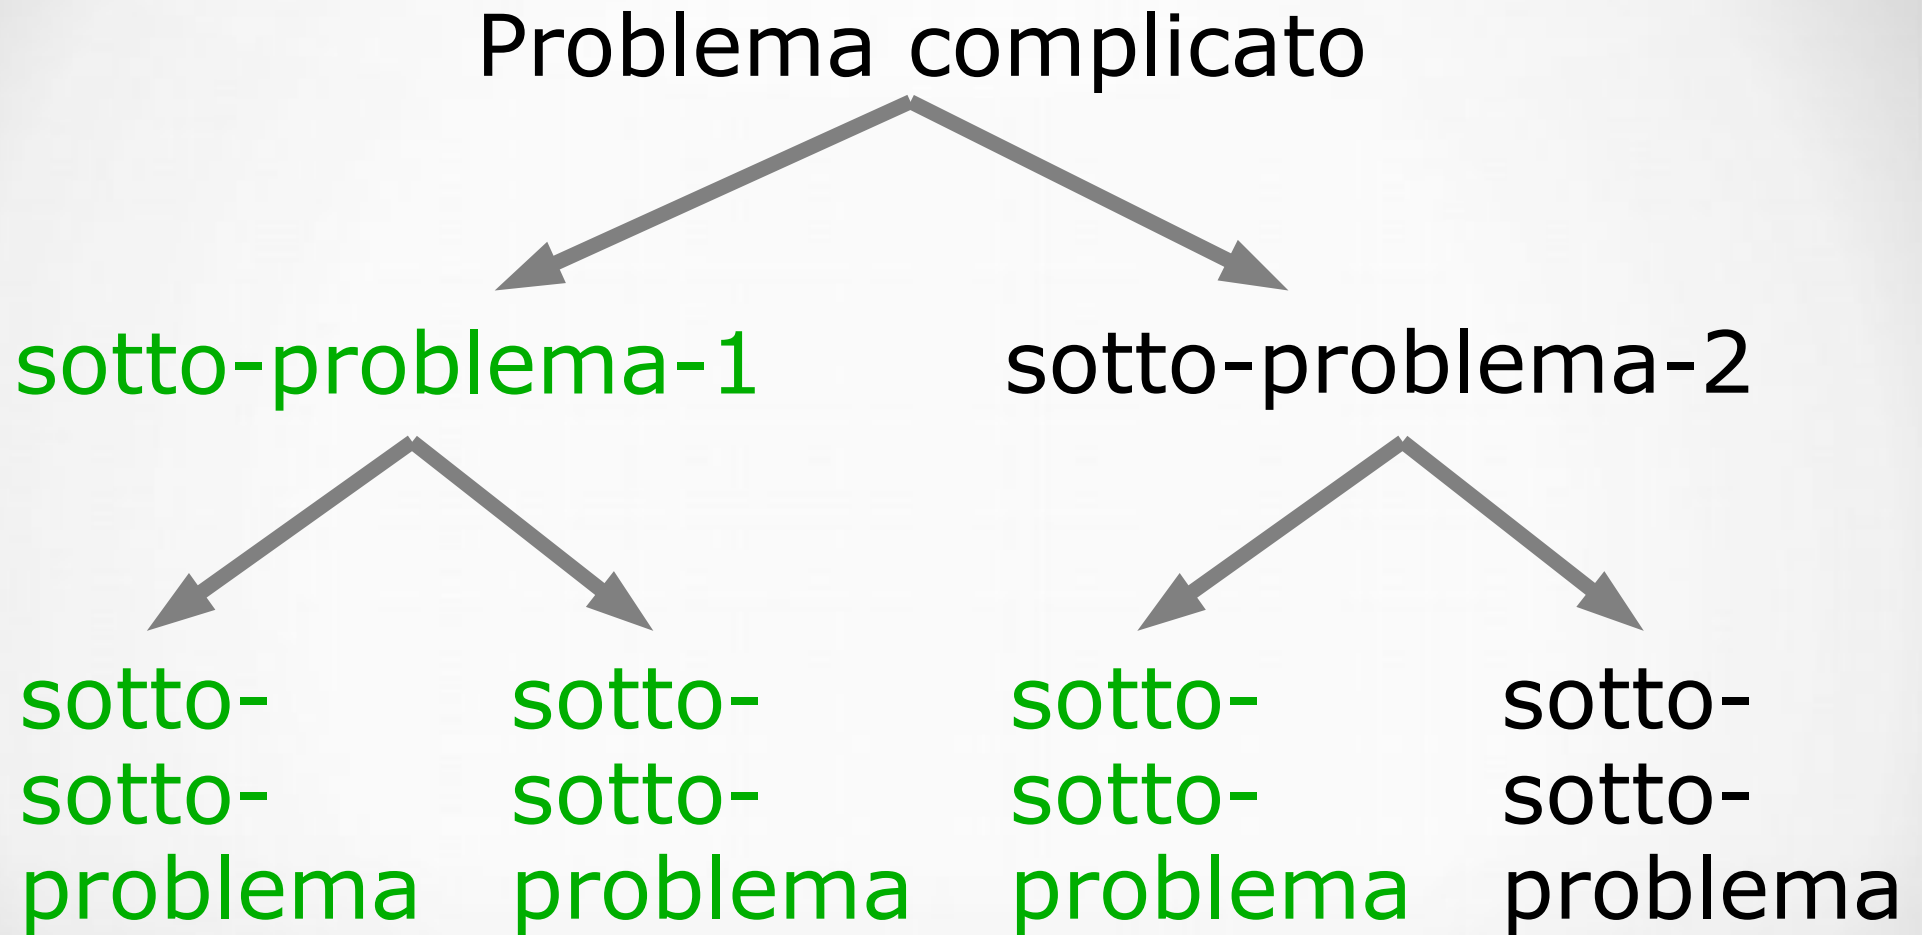 Problema complicato
sotto-problema-1
sotto-problema-2
sotto-
sotto-
problema
sotto-
sotto-
problema
sotto-
sotto-
problema
sotto-
sotto-
problema